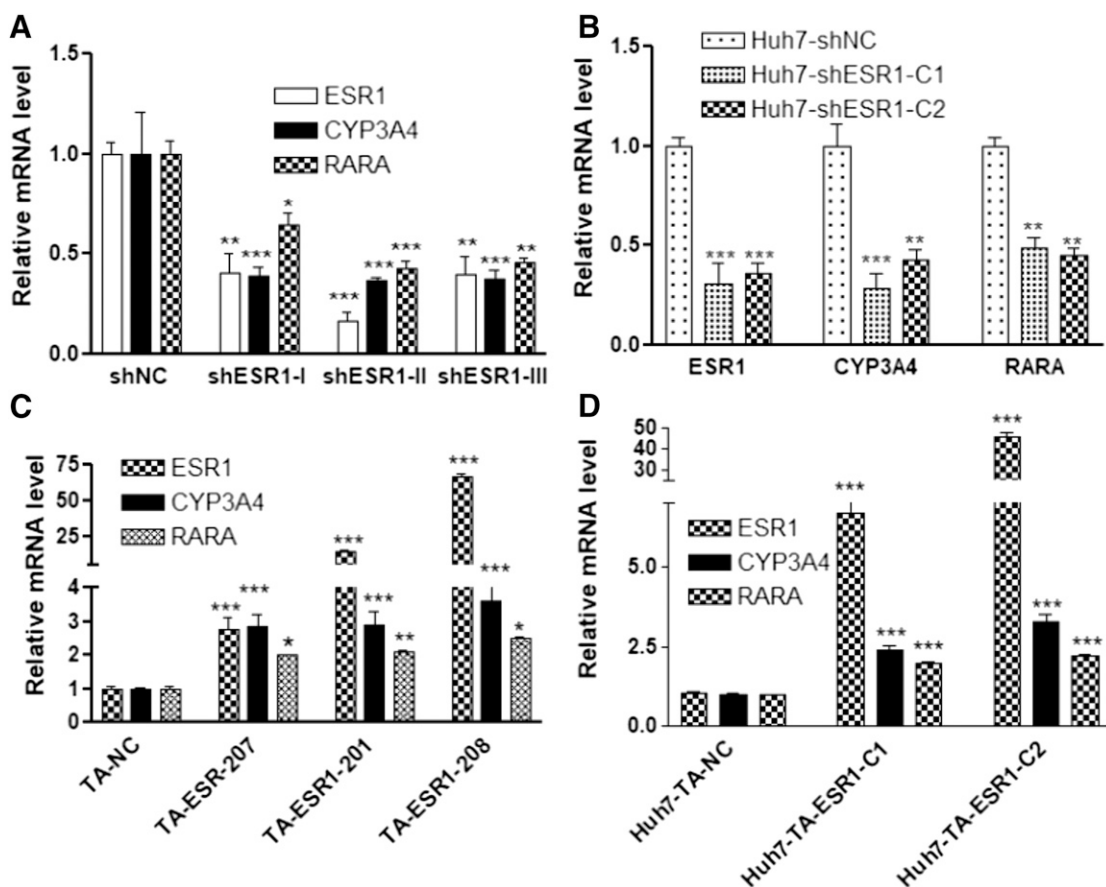 A
Relative mRNA level
1.5
1.0
0.5
0.0
ESR1
CYP3A4
RARA
** *** *
*** *** ***
** *** **
shNC shESR1-I shESR1-II shESR1-III
B
Relative mRNA level
1.5
1.0
0.5
0.0
Huh7-shNC
Huh7-shESR1-C1
Huh7-shESR1-C2
*** ***
*** **
** **
ESR1 CYP3A4 RARA
C
Relative mRNA level
75
50
25
4
3
2
1
0
ESR1
CYP3A4
RARA
*** *** *
*** *** **
*** *** *
TA-NC
TA-ESR-207
TA-ESR1-201
TA-ESR1-208
D
Relative mRNA level
50
40
30
5.0
2.5
0.0
ESR1
CYP3A4
RARA
*** *** ***
*** *** ***
Huh7-TA-NC
Huh7-TA-ESR1-C1
Huh7-TA-ESR1-C2